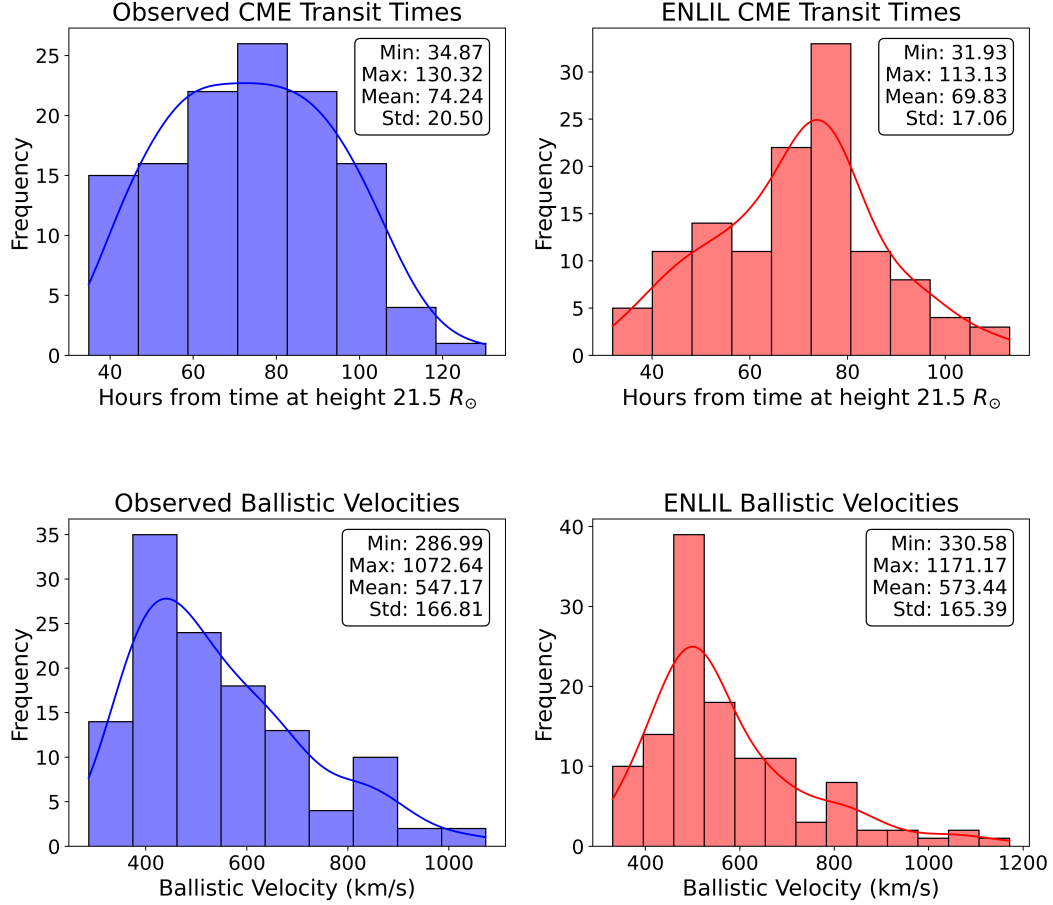 Observed CME Transit Times
Min: 34.87
Max: 130.32
Mean: 74.24
Std: 20.50
25
20
15
10
5
0
Frequency
40 60 80 100 120
Hours from time at height 21.5 R⊙
ENLIL CME Transit Times
Min: 31.93
Max: 113.13
Mean: 69.83
Std: 17.06
30
25
20
15
10
5
0
Frequency
40 60 80 100
Hours from time at height 21.5 R⊙
Observed Ballistic Velocities
Min: 286.99
Max: 1072.64
Mean: 547.17
Std: 166.81
35
30
25
20
15
10
5
0
Frequency
400 600 800 1000
Ballistic Velocity (km/s)
ENLIL Ballistic Velocities
Min: 330.58
Max: 1171.17
Mean: 573.44
Std: 165.39
40
30
20
10
0
Frequency
400 600 800 1000 1200
Ballistic Velocity (km/s)